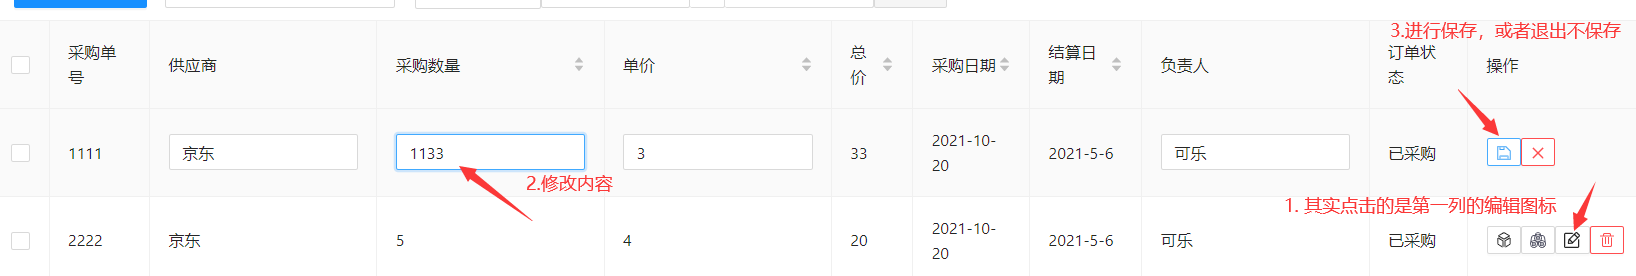 3.进行保存，或者退出不保存
采购单号
供应商
采购数量
单价
总价
采购日期
结算日期
负责人
订单状态
操作
1111
京东
1133
3
33
2021-10-20
2021-5-6
可乐
已采购
2.修改内容
1. 其实点击的是第一列的编辑图标
2222
京东
5
4
20
2021-10-20
2021-5-6
可乐
已采购